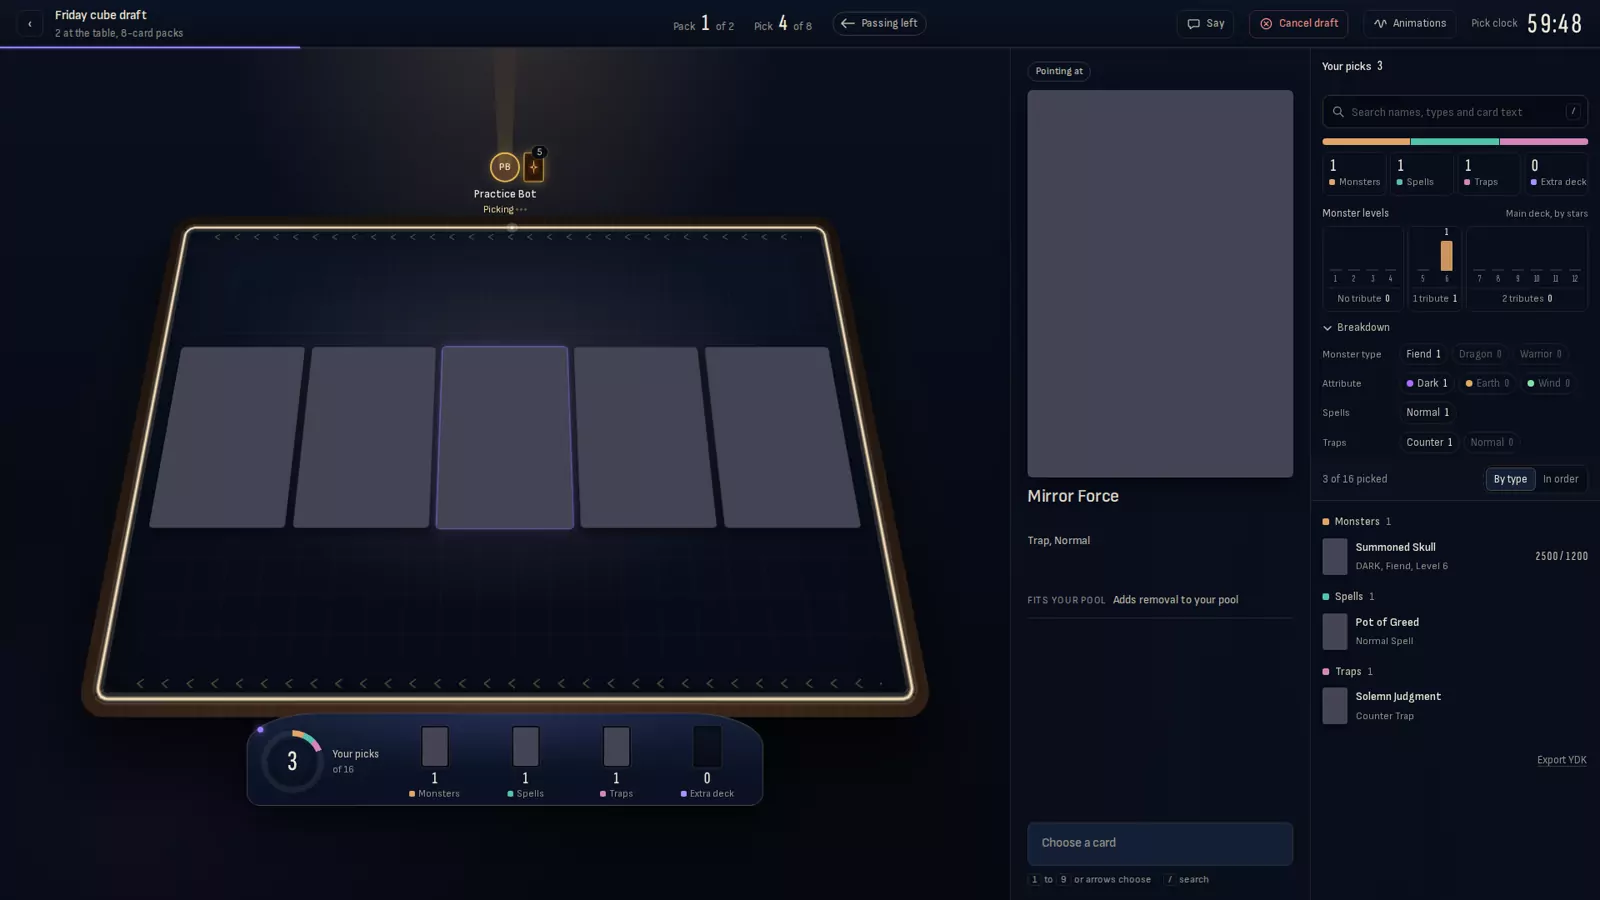 Friday cube draft
2 at the table, 8-card packs
Pack 1 of 2 Pick 4 of 8
Passing left
Say
Cancel draft
Animations
Pick clock 59:48
5
PB
Practice Bot
Picking
3
Your picks
of 16
1
Monsters
1
Spells
1
Traps
0
Extra deck
Pointing at
Mirror Force
Trap, Normal
FITS YOUR POOL Adds removal to your pool
Choose a card
1 to 9 or arrows choose / search
Your picks 3
Search names, types and card text /
1
Monsters
1
Spells
1
Traps
0
Extra deck
Monster levels Main deck, by stars
1
1 2 3 4 5 6 7 8 9 10 11 12
No tribute 0 1 tribute 1 2 tributes 0
Breakdown
Monster type Fiend 1 Dragon 0 Warrior 0
Attribute Dark 1 Earth 0 Wind 0
Spells Normal 1
Traps Counter 1 Normal 0
3 of 16 picked By type In order
Monsters 1
Summoned Skull
DARK, Fiend, Level 6
2500/1200
Spells 1
Pot of Greed
Normal Spell
Traps 1
Solemn Judgment
Counter Trap
Export YDK